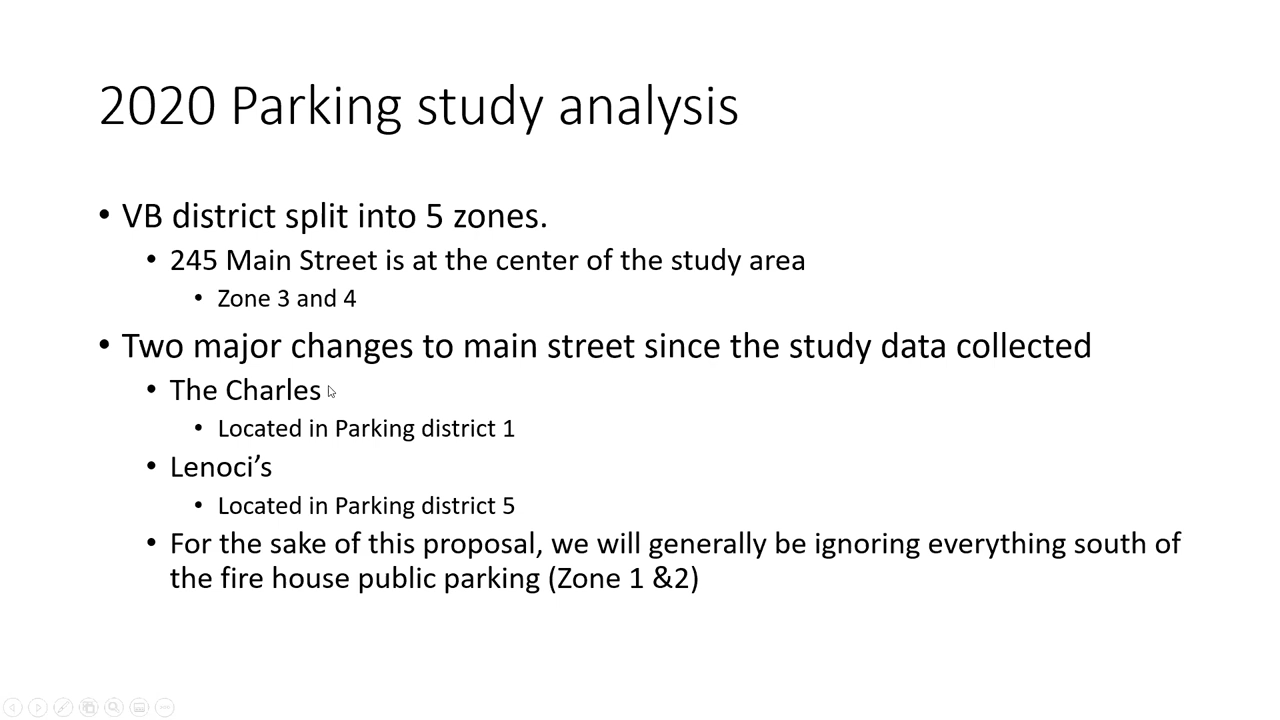 2020 Parking study analysis
• VB district split into 5 zones.
• 245 Main Street is at the center of the study area
• Zone 3 and 4
• Two major changes to main street since the study data collected
• The Charles
• Located in Parking district 1
• Lenoci’s
• Located in Parking district 5
• For the sake of this proposal, we will generally be ignoring everything south of
the fire house public parking (Zone 1 &2)